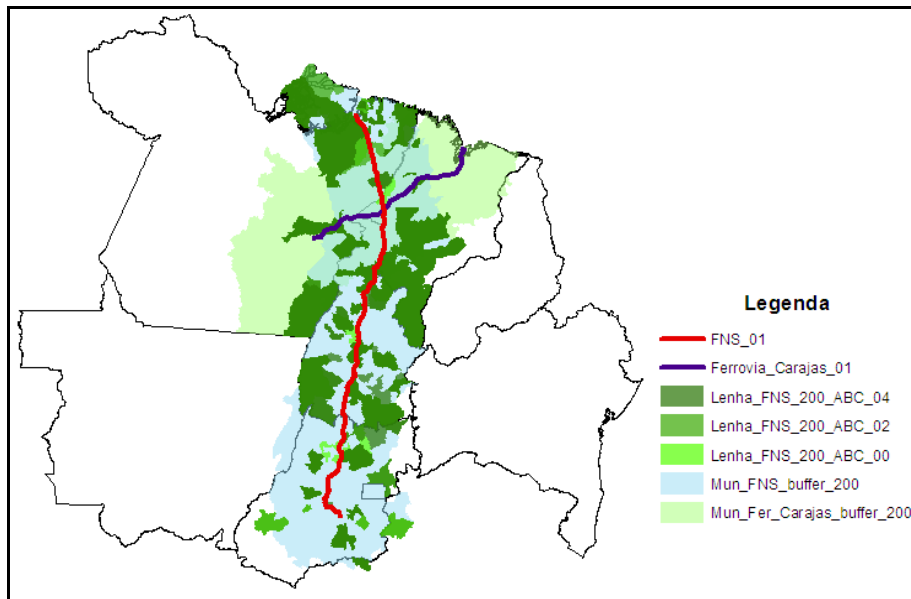 Legenda
FNS_01
Ferrovia_Carajas_01
Lenha_FNS_200_ABC_04
Lenha_FNS_200_ABC_02
Lenha_FNS_200_ABC_00
Mun_FNS_buffer_200
Mun_Fer_Carajas_buffer_200